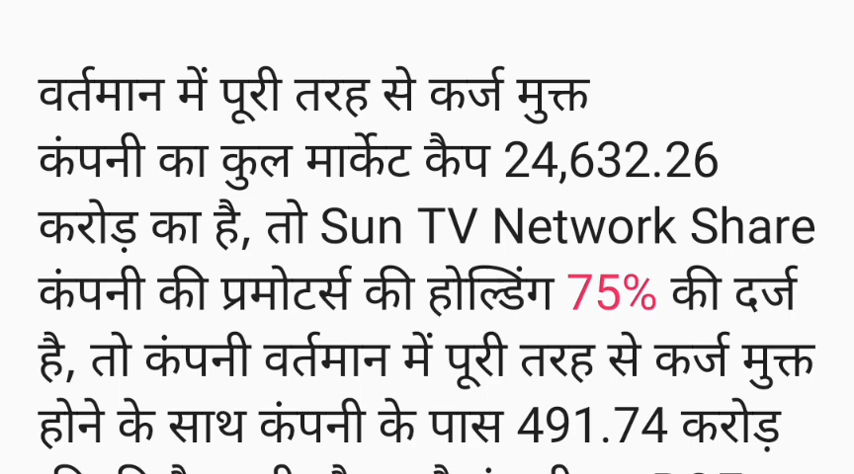 वर्तमान में पूरी तरह से कर्ज मुक्त
कंपनी का कुल मार्केट कैप 24,632.26
करोड़ का है, तो Sun TV Network Share
कंपनी की प्रमोटर्स की होल्डिंग 75% की दर्ज
है, तो कंपनी वर्तमान में पूरी तरह से कर्ज मुक्त
होने के साथ कंपनी के पास 491.74 करोड़